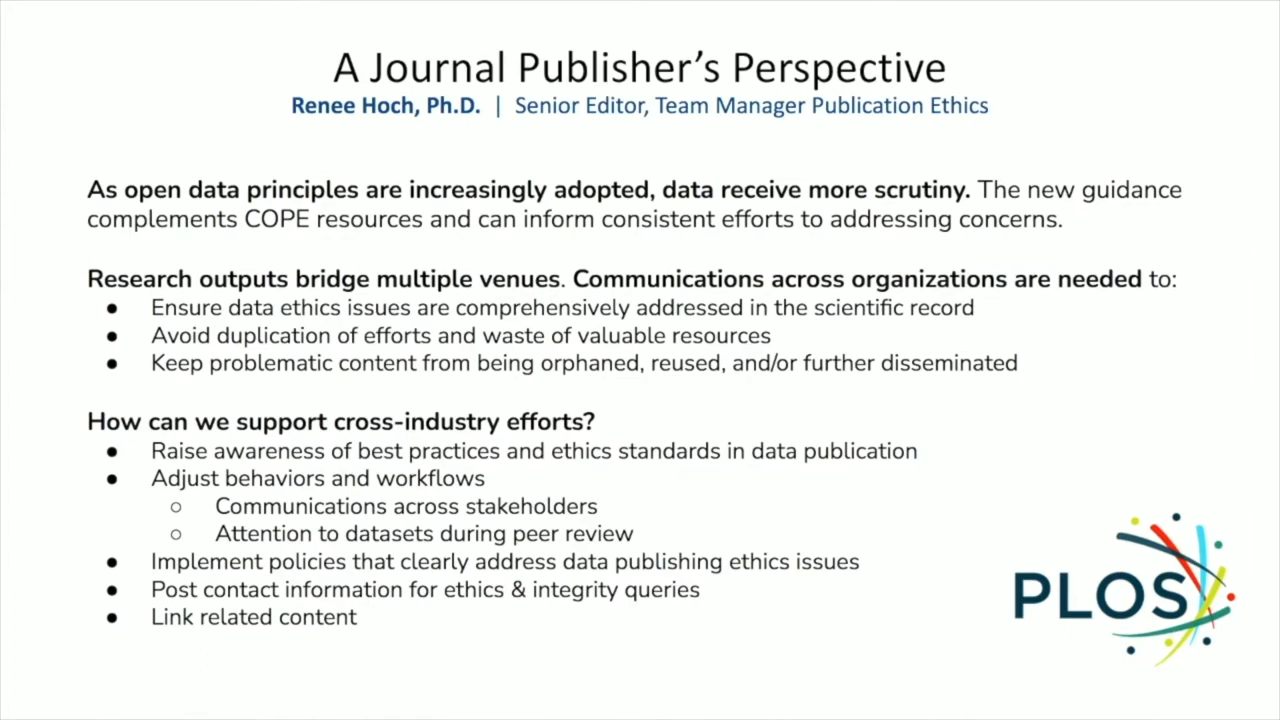 A Journal Publisher's Perspective
Renee Hoch, Ph.D. | Senior Editor, Team Manager Publication Ethics
As open data principles are increasingly adopted, data receive more scrutiny. The new guidance
complements COPE resources and can inform consistent efforts to addressing concerns.
Research outputs bridge multiple venues. Communications across organizations are needed to:
● Ensure data ethics issues are comprehensively addressed in the scientific record
● Avoid duplication of efforts and waste of valuable resources
● Keep problematic content from being orphaned, reused, and/or further disseminated
How can we support cross-industry efforts?
● Raise awareness of best practices and ethics standards in data publication
● Adjust behaviors and workflows
○ Communications across stakeholders
○ Attention to datasets during peer review
● Implement policies that clearly address data publishing ethics issues
● Post contact information for ethics & integrity queries
● Link related content
PLOS